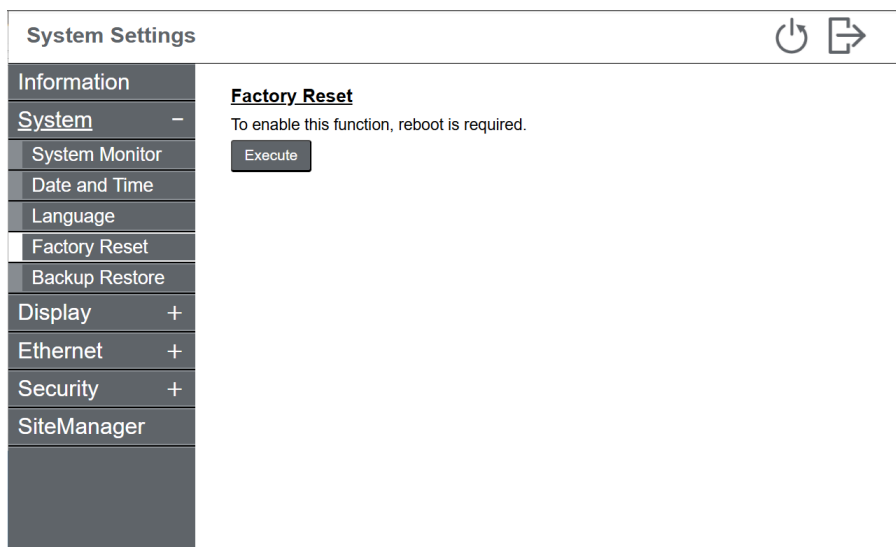 System Settings
Information
System −
System Monitor
Date and Time
Language
Factory Reset
Backup Restore
Display +
Ethernet +
Security +
SiteManager
Factory Reset
To enable this function, reboot is required.
Execute